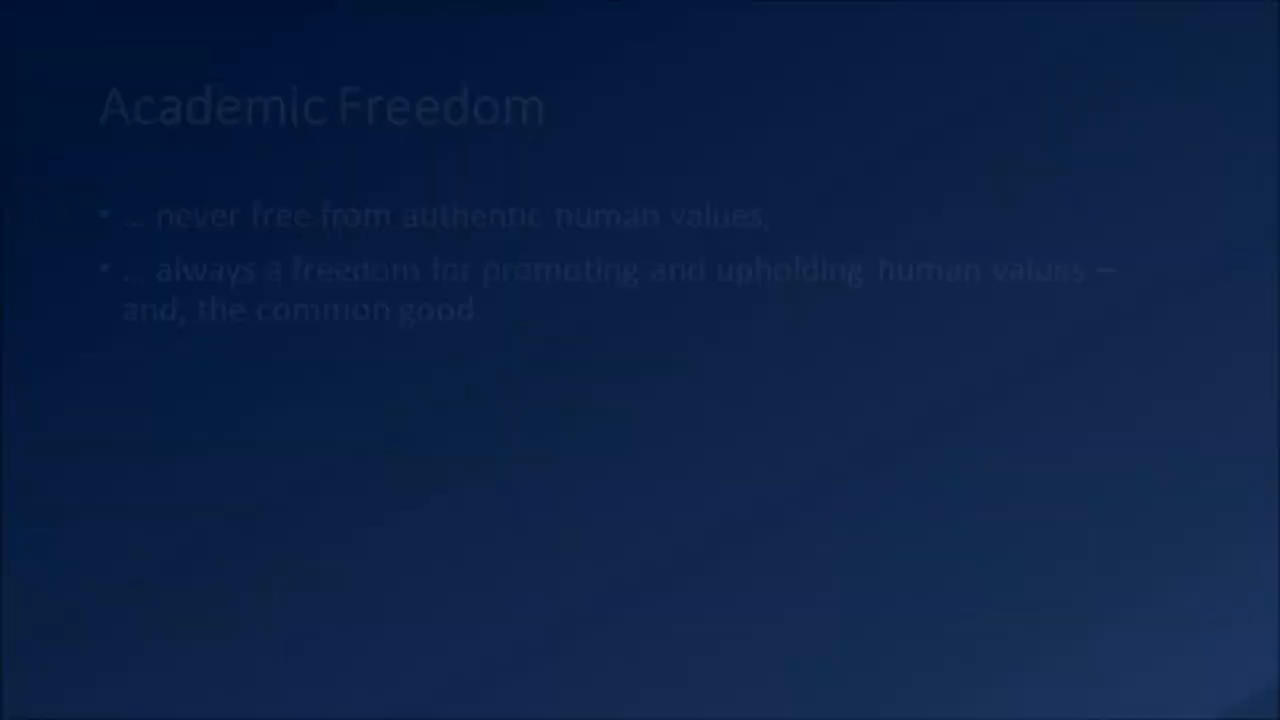 Academic Freedom
• ... never free from authentic human values,
• ... always a freedom for promoting and upholding human values –
and, the common good